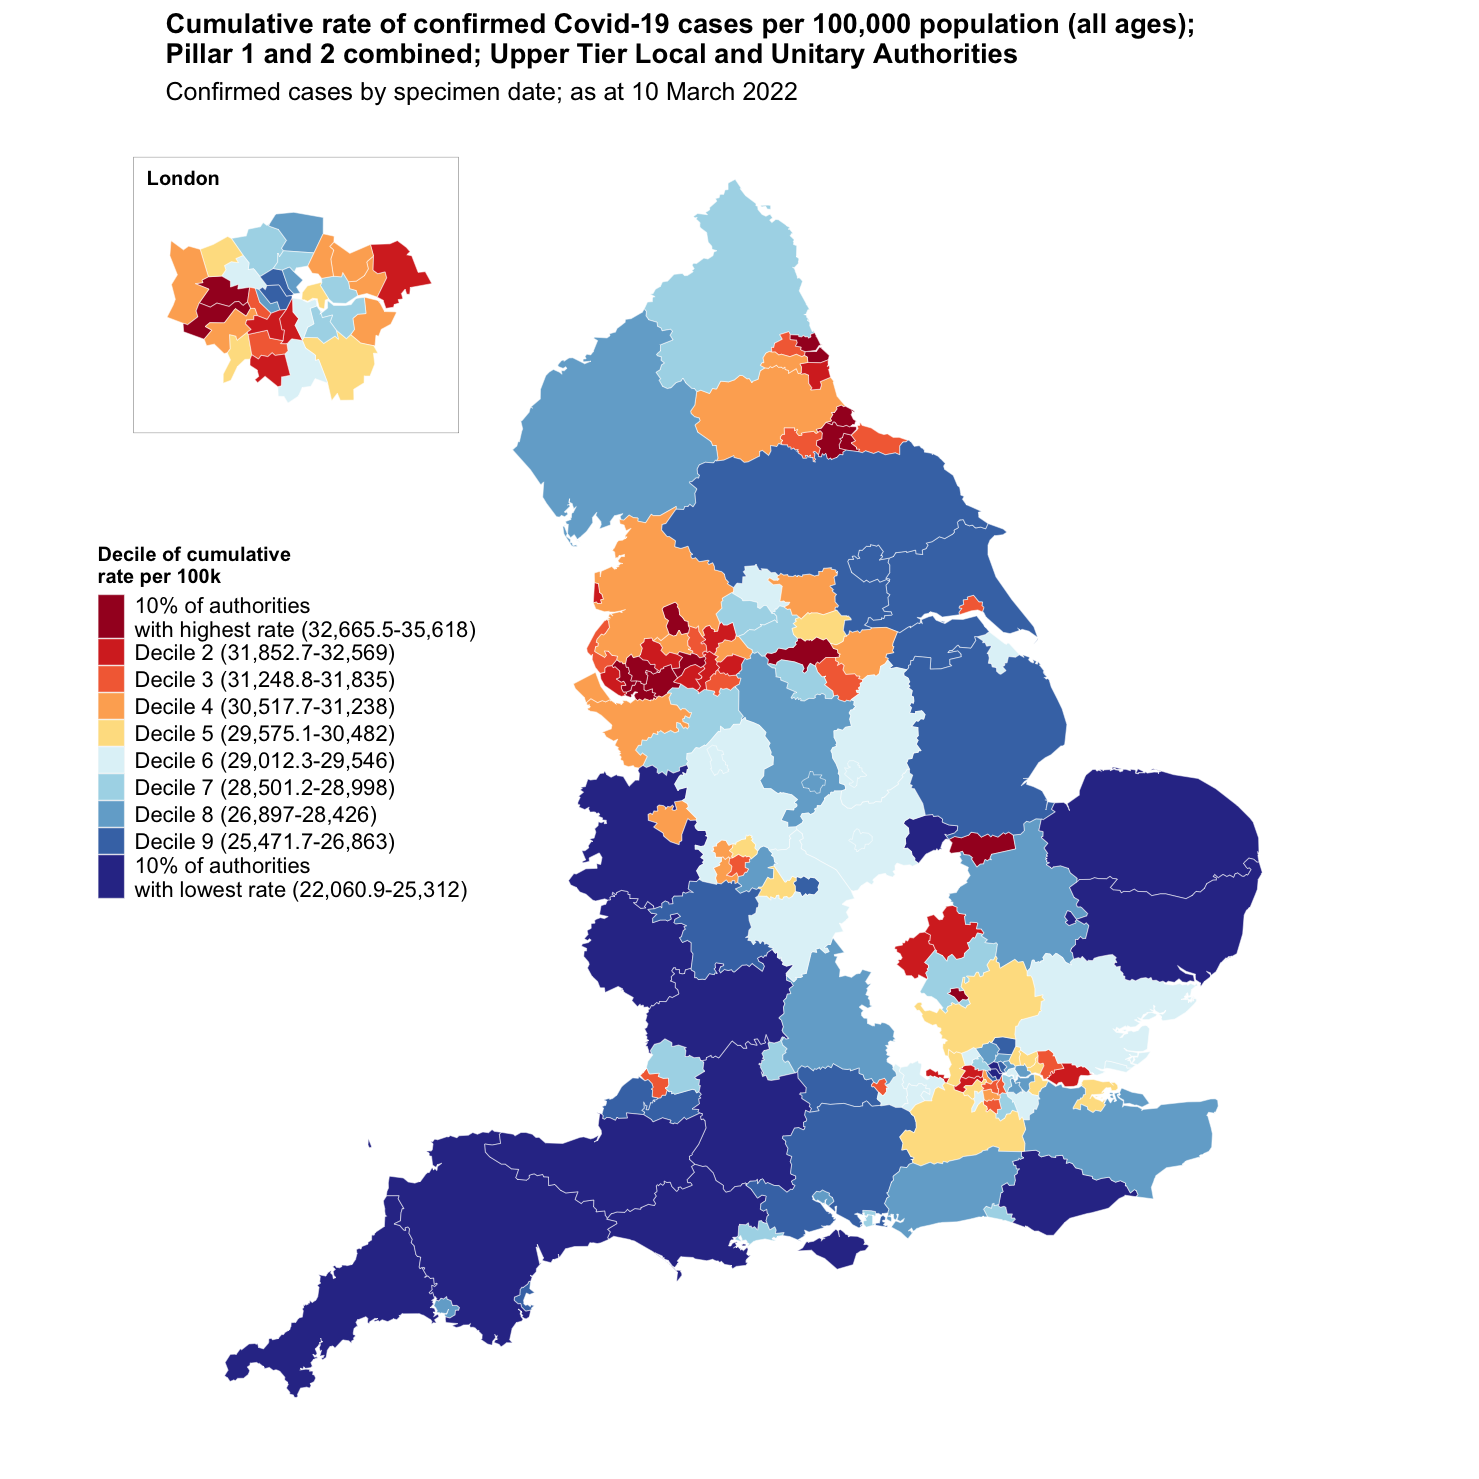 Cumulative rate of confirmed Covid-19 cases per 100,000 population (all ages);
Pillar 1 and 2 combined; Upper Tier Local and Unitary Authorities
Confirmed cases by specimen date; as at 10 March 2022
London
Decile of cumulative
rate per 100k
10% of authorities
with highest rate (32,665.5-35,618)
Decile 2 (31,852.7-32,569)
Decile 3 (31,248.8-31,835)
Decile 4 (30,517.7-31,238)
Decile 5 (29,575.1-30,482)
Decile 6 (29,012.3-29,546)
Decile 7 (28,501.2-28,998)
Decile 8 (26,897-28,426)
Decile 9 (25,471.7-26,863)
10% of authorities
with lowest rate (22,060.9-25,312)